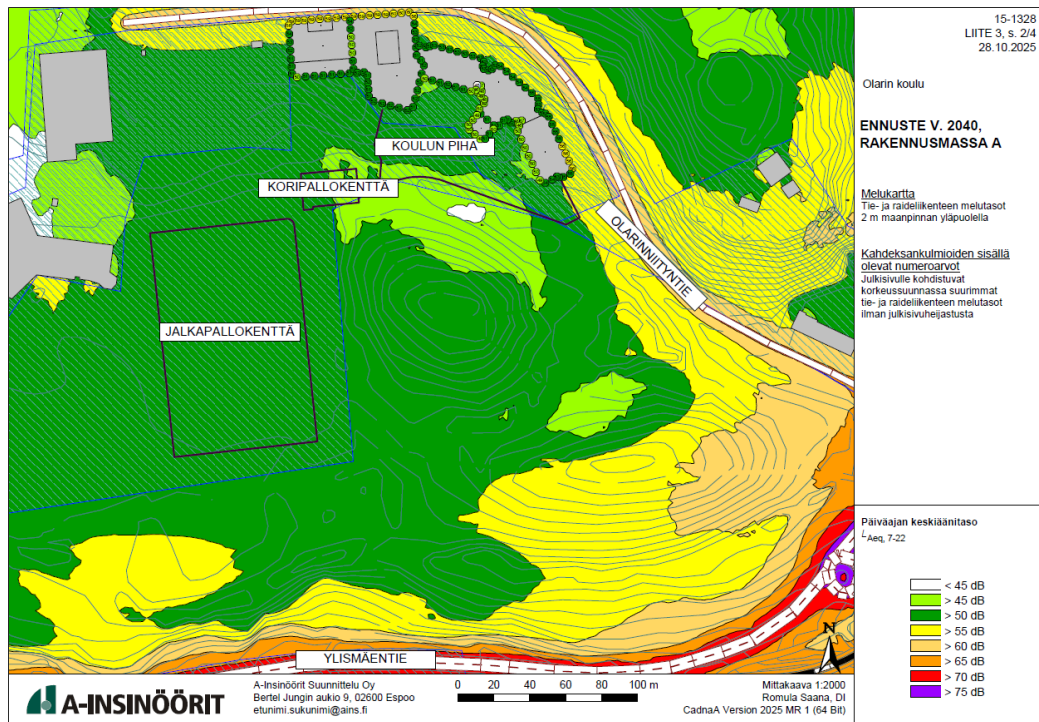 15-1328
LIITE 3, s. 2/4
28.10.2025
Olarin koulu
ENNUSTE V. 2040,
RAKENNUSMASSA A
Melukartta
Tie- ja raideliikenteen melutasot
2 m maanpinnan yläpuolella
Kahdeksankulmioiden sisällä
olevat numeroarvot
Julkisivulle kohdistuvat
korkeussuunnassa suurimmat
tie- ja raideliikenteen melutasot
ilman julkisivuheijastusta
KOULUN PIHA
KORIPALLOKENTTÄ
OLARINNIITYNTIE
JALKAPALLOKENTTÄ
YLISMÄENTIE
N
Päiväajan keskiäänitaso
LAeq, 7-22
< 45 dB
> 45 dB
> 50 dB
> 55 dB
> 60 dB
> 65 dB
> 70 dB
> 75 dB
A-INSINÖÖRIT
A-Insinöörit Suunnittelu Oy
Bertel Jungin aukio 9, 02600 Espoo
etunimi.sukunimi@ains.fi
0 20 40 60 80 100 m
Mittakaava 1:2000
Romula Saana, DI
CadnaA Version 2025 MR 1 (64 Bit)